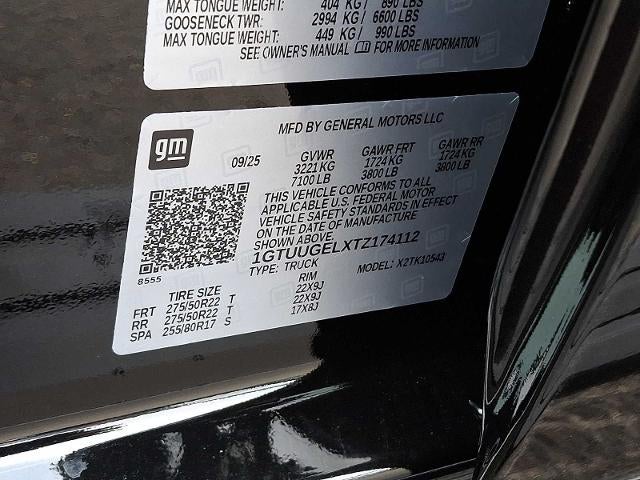 MAX TONGUE WEIGHT: 404 KG / 890 LBS
GOOSENECK TWR: 2994 KG / 6600 LBS
MAX TONGUE WEIGHT: 449 KG / 990 LBS
SEE OWNER'S MANUAL FOR MORE INFORMATION
gm
MFD BY GENERAL MOTORS LLC
09/25 GVWR GAWR FRT GAWR RR
3221 KG 1724 KG 1724 KG
7100 LB 3800 LB 3800 LB
THIS VEHICLE CONFORMS TO ALL
APPLICABLE U.S. FEDERAL MOTOR
VEHICLE SAFETY STANDARDS IN EFFECT
ON THE DATE OF MANUFACTURE
SHOWN ABOVE.
1GTUUGELXTZ174112
TYPE: TRUCK MODEL: X2TK10543
8555
TIRE SIZE RIM
FRT 275/50R22 T 22X9J
RR 275/50R22 T 22X9J
SPA 255/80R17 S 17X8J